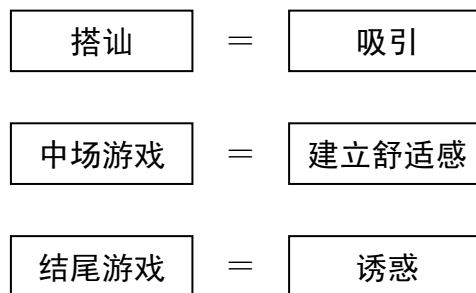 搭讪 = 吸引
中场游戏 = 建立舒适感
结尾游戏 = 诱惑